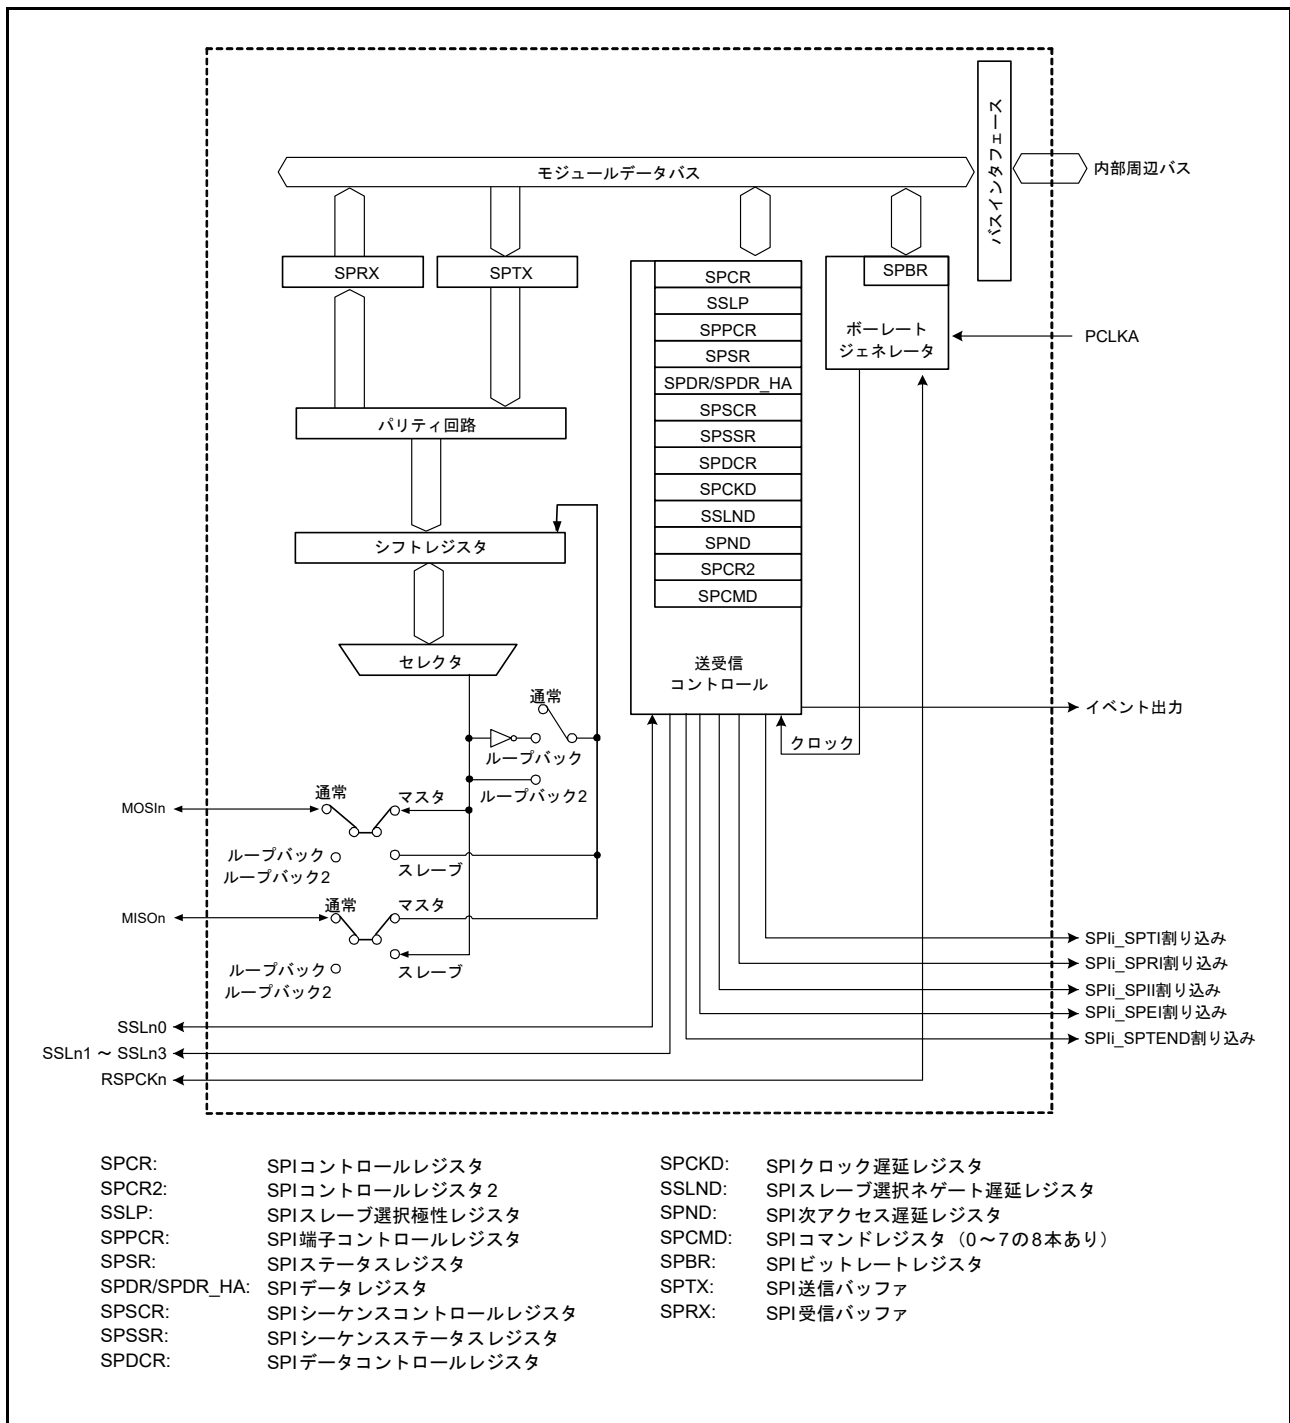 バスインタフェース
モジュールデータバス
内部周辺バス
SPRX
SPTX
SPCR
SSLP
SPPCR
SPSR
SPDR/SPDR_HA
SPSCR
SPSSR
SPDCR
SPCKD
SSLND
SPND
SPCR2
SPCMD
送受信
コントロール
SPBR
ボーレート
ジェネレータ
PCLKA
パリティ回路
シフトレジスタ
セレクタ
通常
ループバック
ループバック2
クロック
イベント出力
MOSIn
通常
マスタ
ループバック
ループバック2
スレーブ
MISOn
通常
マスタ
ループバック
ループバック2
スレーブ
SPIi_SPTI割り込み
SPIi_SPRI割り込み
SPIi_SPII割り込み
SPIi_SPEI割り込み
SPIi_SPTEND割り込み
SSLn0
SSLn1 ～ SSLn3
RSPCKn
SPCR: SPIコントロールレジスタ
SPCR2: SPIコントロールレジスタ2
SSLP: SPIスレーブ選択極性レジスタ
SPPCR: SPI端子コントロールレジスタ
SPSR: SPIステータスレジスタ
SPDR/SPDR_HA: SPIデータレジスタ
SPSCR: SPIシーケンスコントロールレジスタ
SPSSR: SPIシーケンスステータスレジスタ
SPDCR: SPIデータコントロールレジスタ
SPCKD: SPIクロック遅延レジスタ
SSLND: SPIスレーブ選択ネゲート遅延レジスタ
SPND: SPI次アクセス遅延レジスタ
SPCMD: SPIコマンドレジスタ（0～7の8本あり）
SPBR: SPIビットレートレジスタ
SPTX: SPI送信バッファ
SPRX: SPI受信バッファ